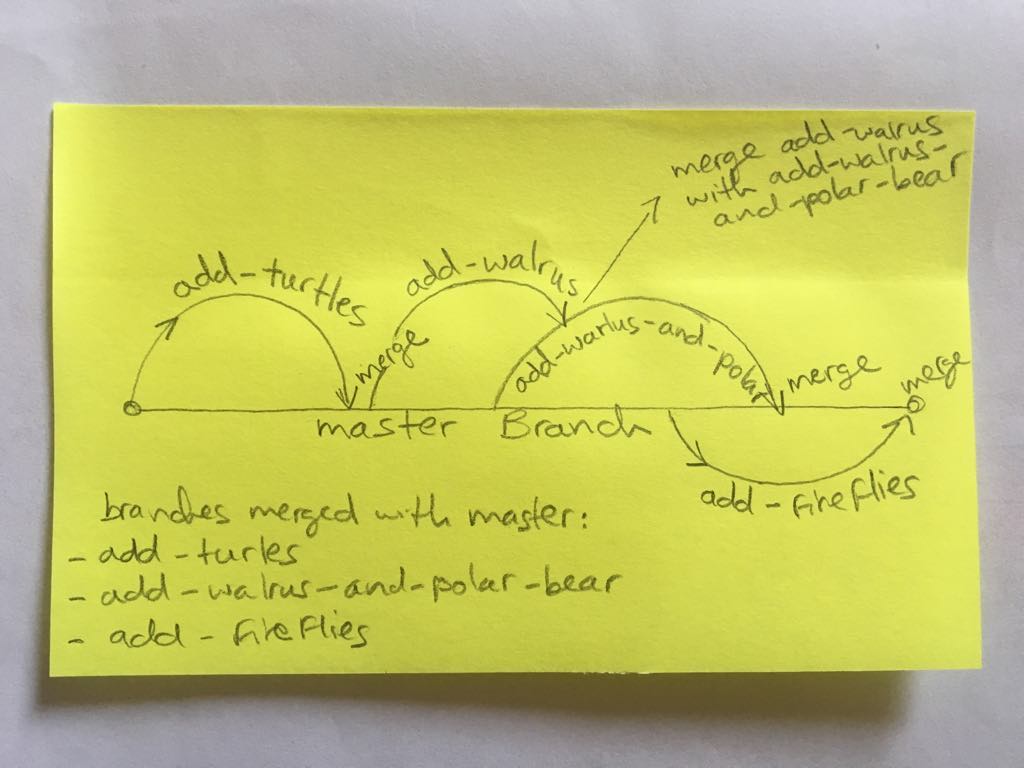 merge add-walrus
with add-walrus-
and-polar-bear
add-turtles
add-walrus
merge
add-warlus-and-polar
merge
merge
master Branch
add-fireflies
branches merged with master:
- add-turles
- add-walrus-and-polar-bear
- add-fireflies